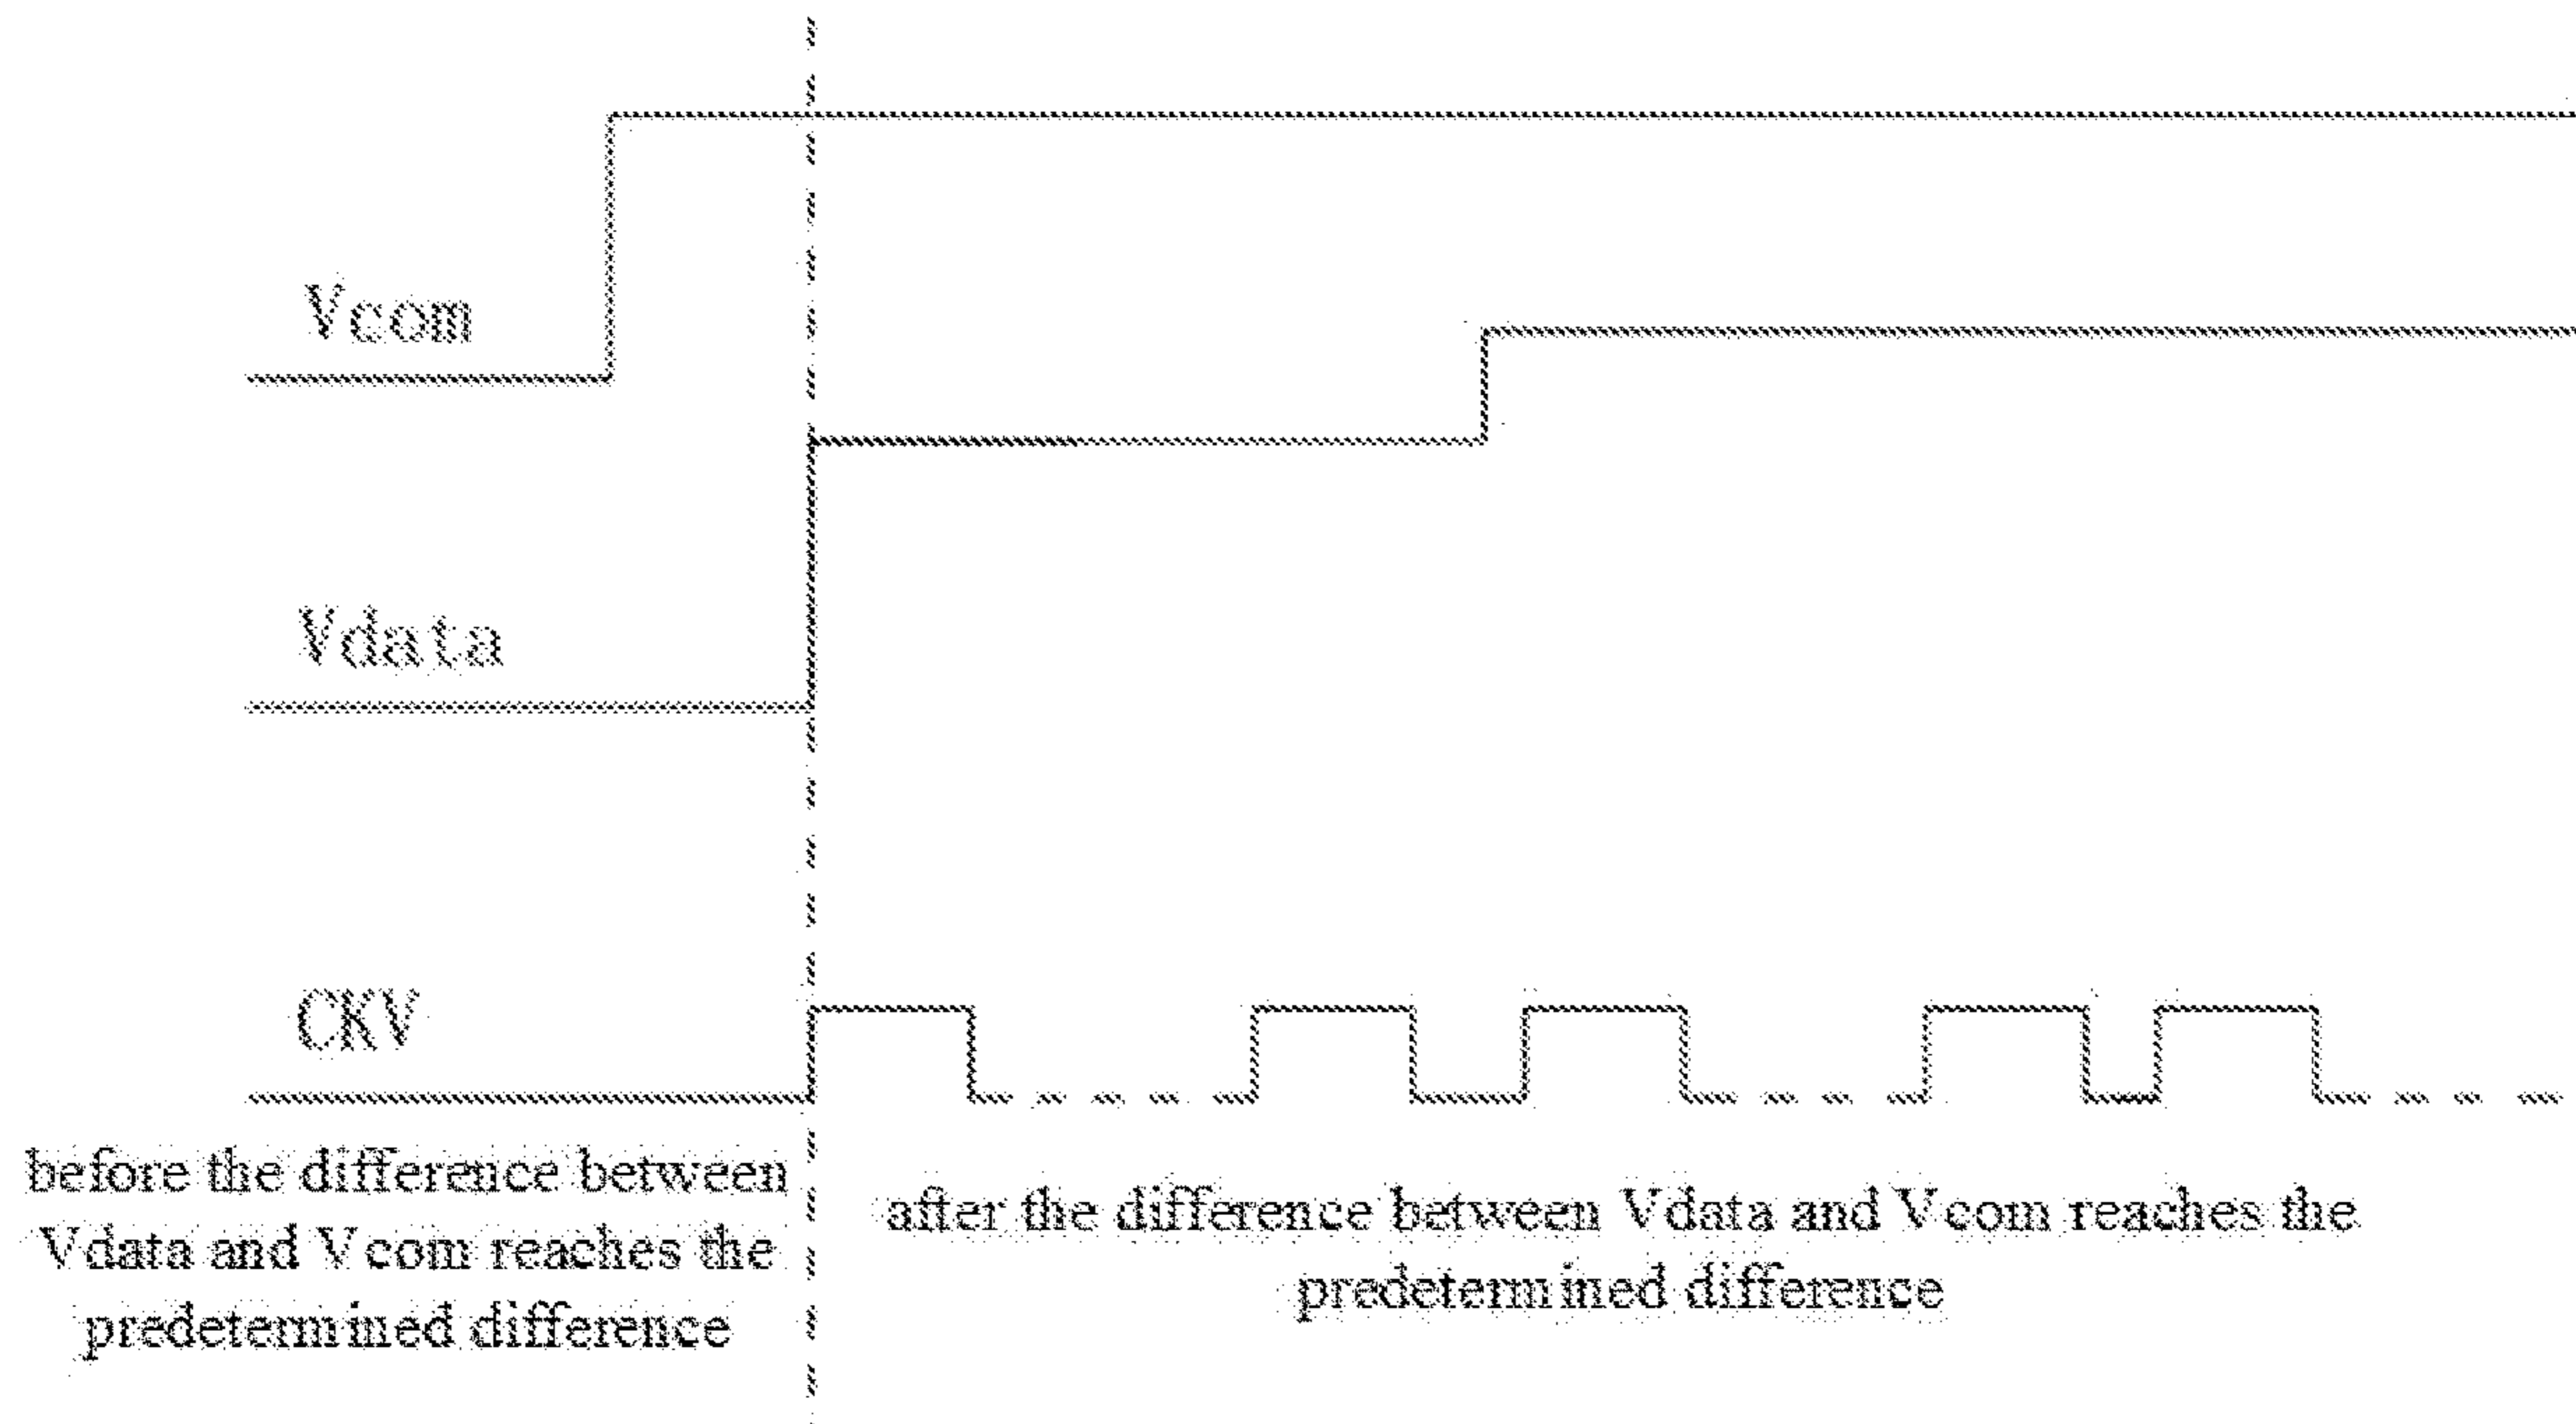 Vcom
Vdata
CKV
before the difference between
Vdata and Vcom reaches the
predetermined difference
after the difference between Vdata and Vcom reaches the
predetermined difference